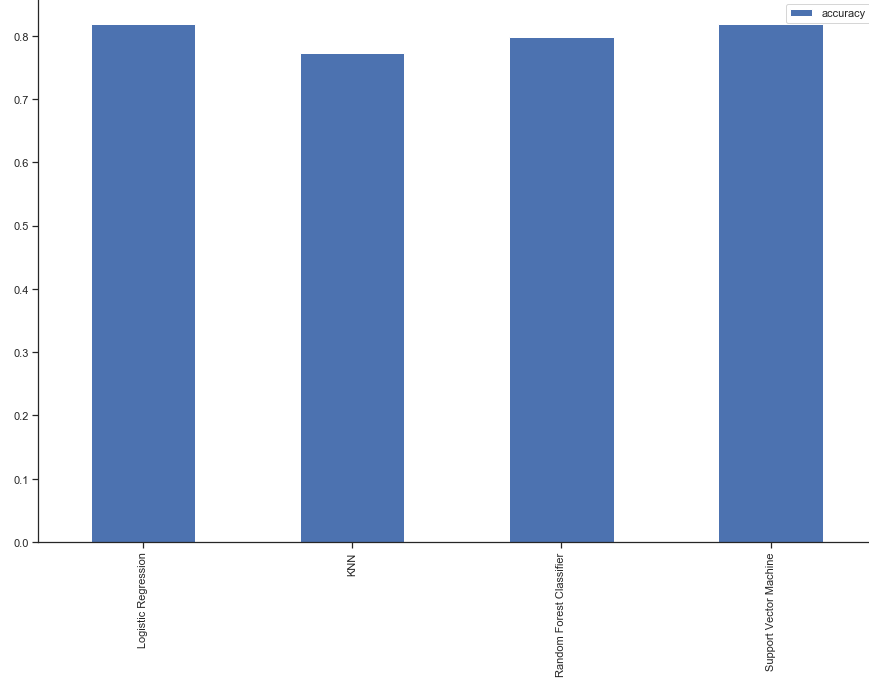 accuracy
0.8
0.7
0.6
0.5
0.4
0.3
0.2
0.1
0.0
Logistic Regression
KNN
Random Forest Classifier
Support Vector Machine